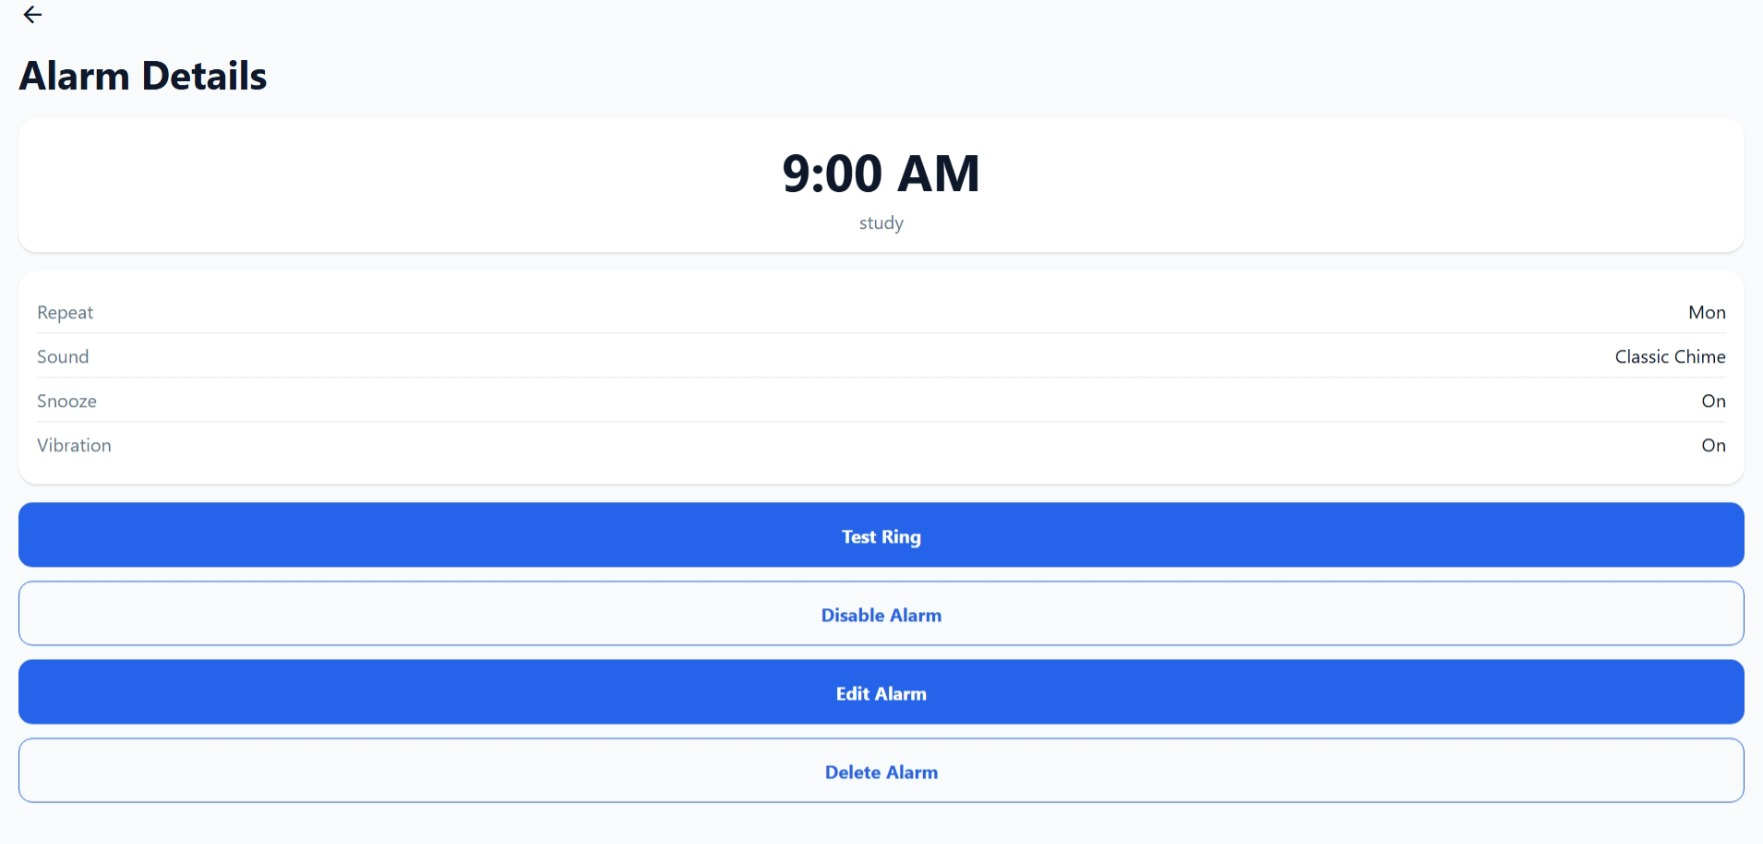 Alarm Details
9:00 AM
study
Repeat Mon
Sound Classic Chime
Snooze On
Vibration On
Test Ring
Disable Alarm
Edit Alarm
Delete Alarm